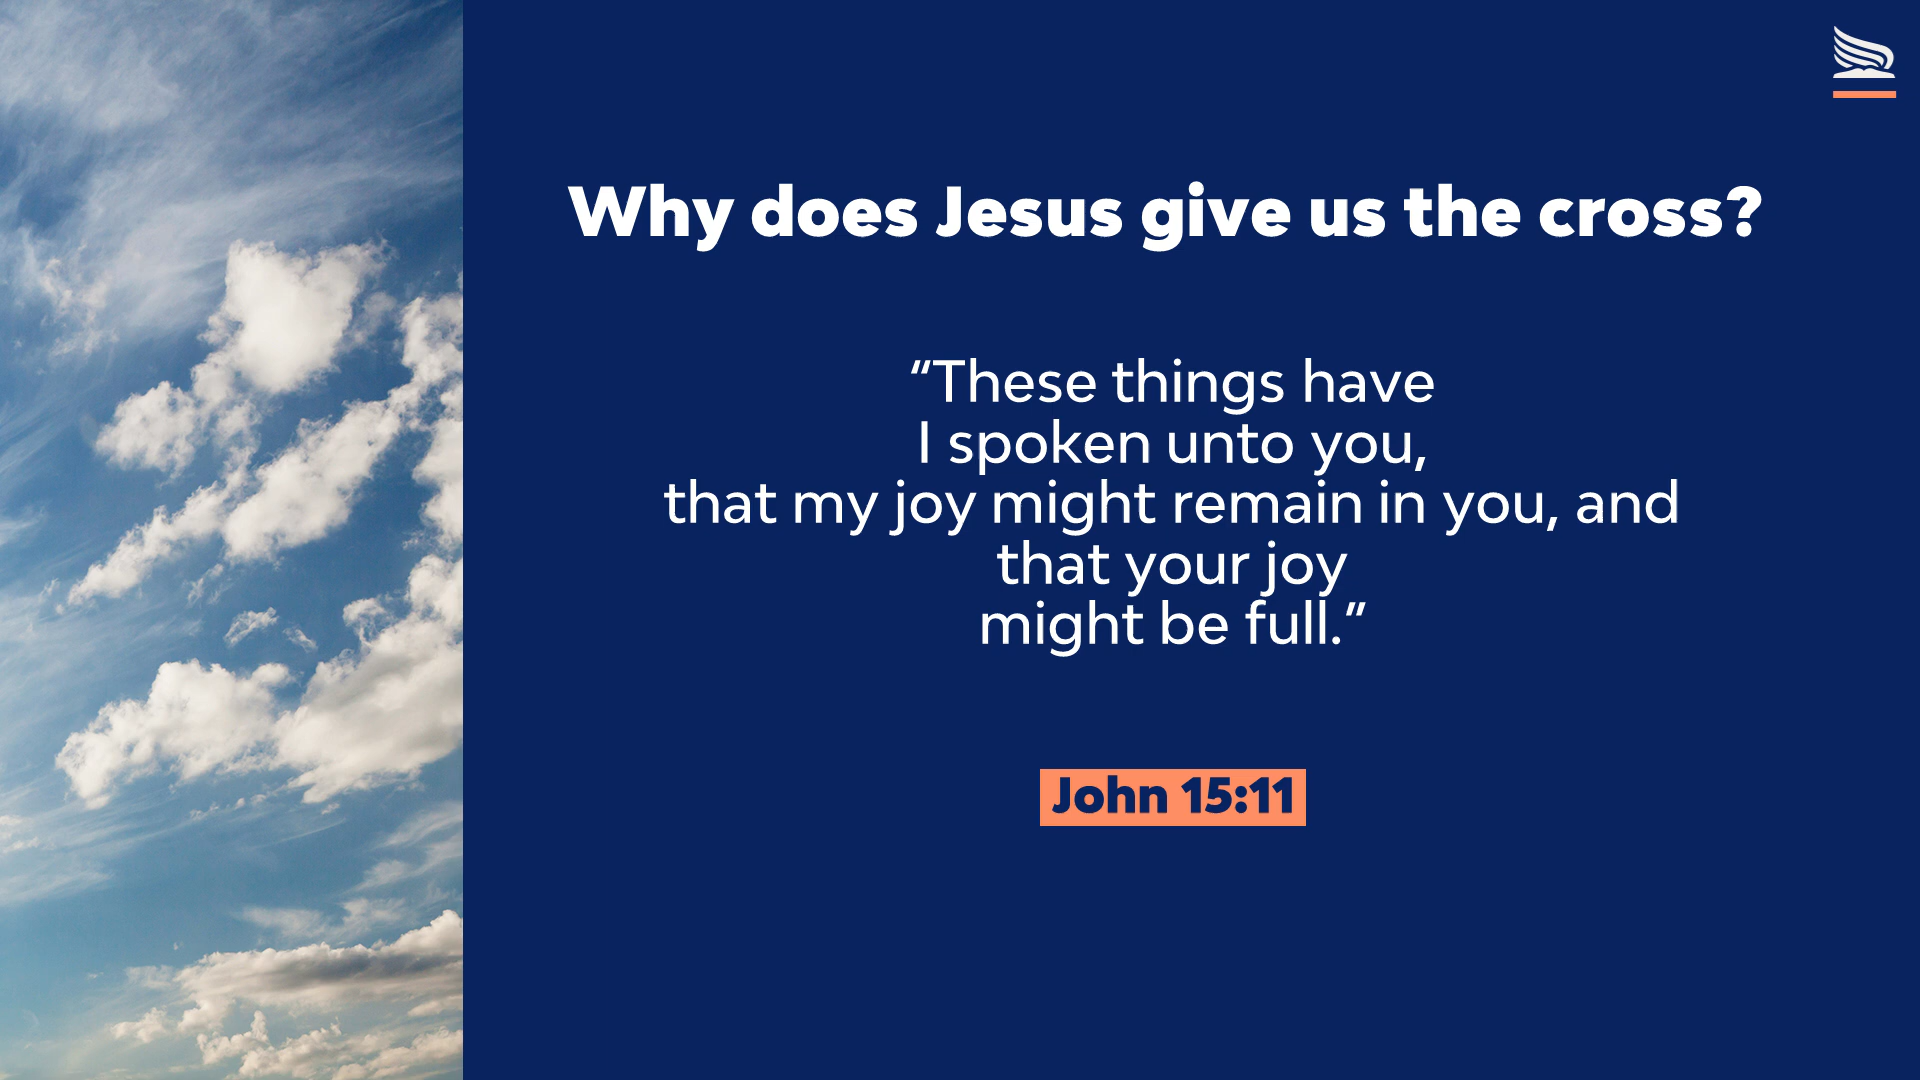 Why does Jesus give us the cross?
“These things have
I spoken unto you,
that my joy might remain in you, and
that your joy
might be full.”
John 15:11